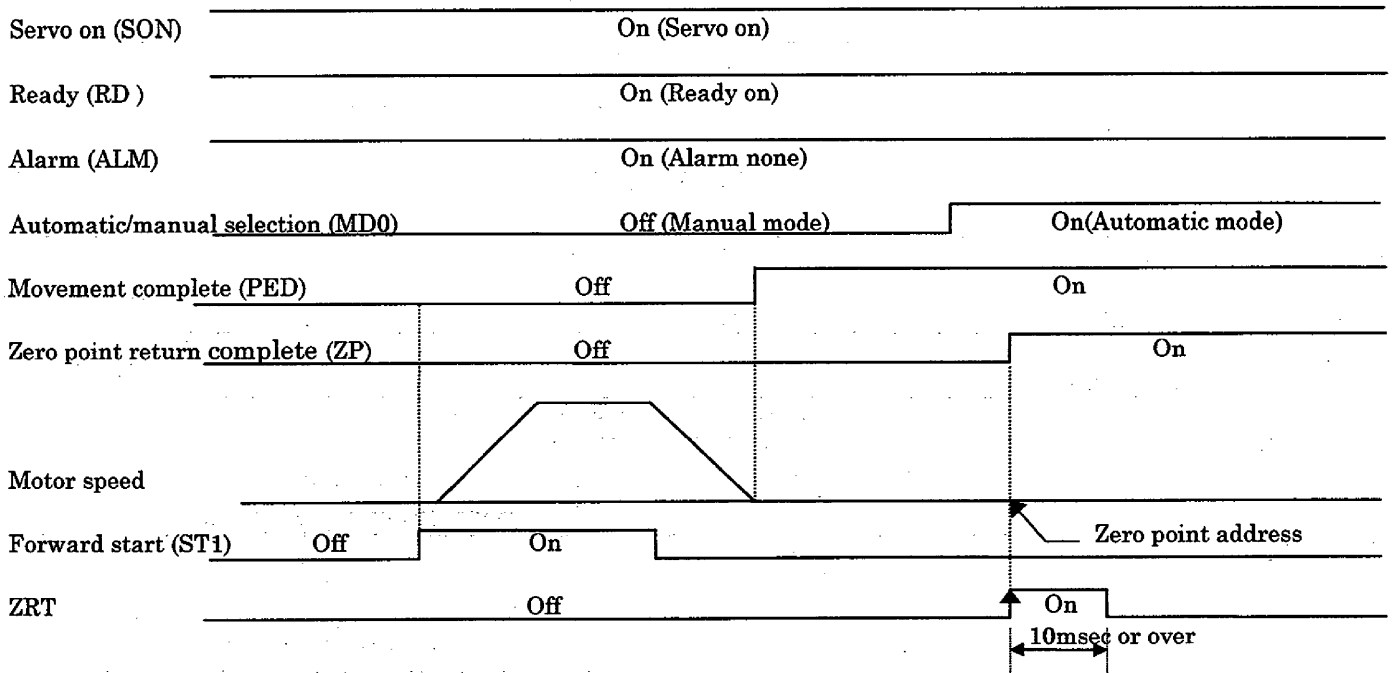 Servo on (SON) On (Servo on)
Ready (RD ) On (Ready on)
Alarm (ALM) On (Alarm none)
Automatic/manual selection (MD0) Off (Manual mode) On(Automatic mode)
Movement complete (PED) Off On
Zero point return complete (ZP) Off On
Motor speed
Zero point address
Forward start (ST1) Off On
ZRT Off On
10msec or over